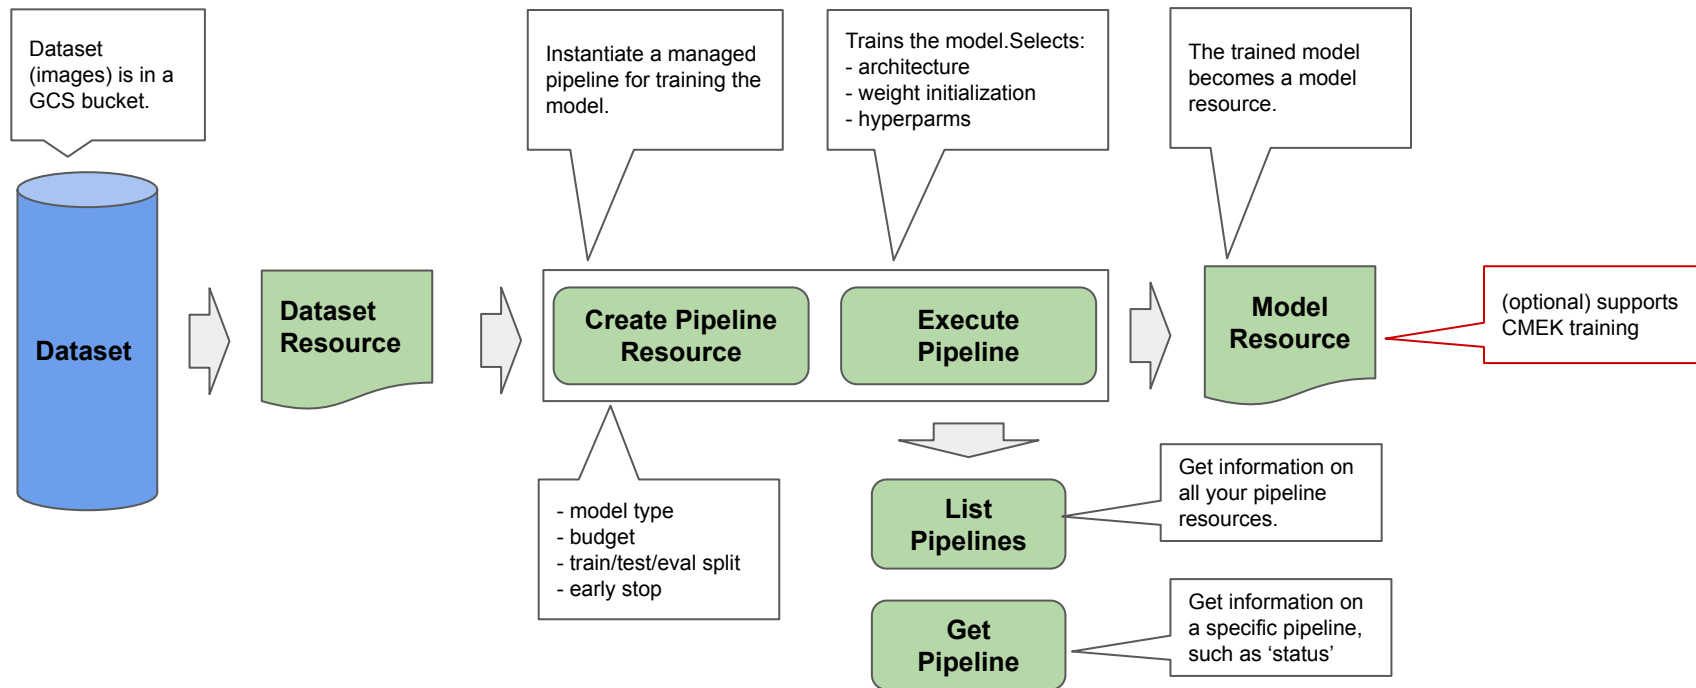 Dataset
(images) is in a
GCS bucket.
Instantiate a managed
pipeline for training the
model.
Trains the model.Selects:
- architecture
- weight initialization
- hyperparms
The trained model
becomes a model
resource.
Dataset
Dataset
Resource
Create Pipeline
Resource
Execute
Pipeline
Model
Resource
(optional) supports
CMEK training
- model type
- budget
- train/test/eval split
- early stop
List
Pipelines
Get information on
all your pipeline
resources.
Get
Pipeline
Get information on
a specific pipeline,
such as ‘status’